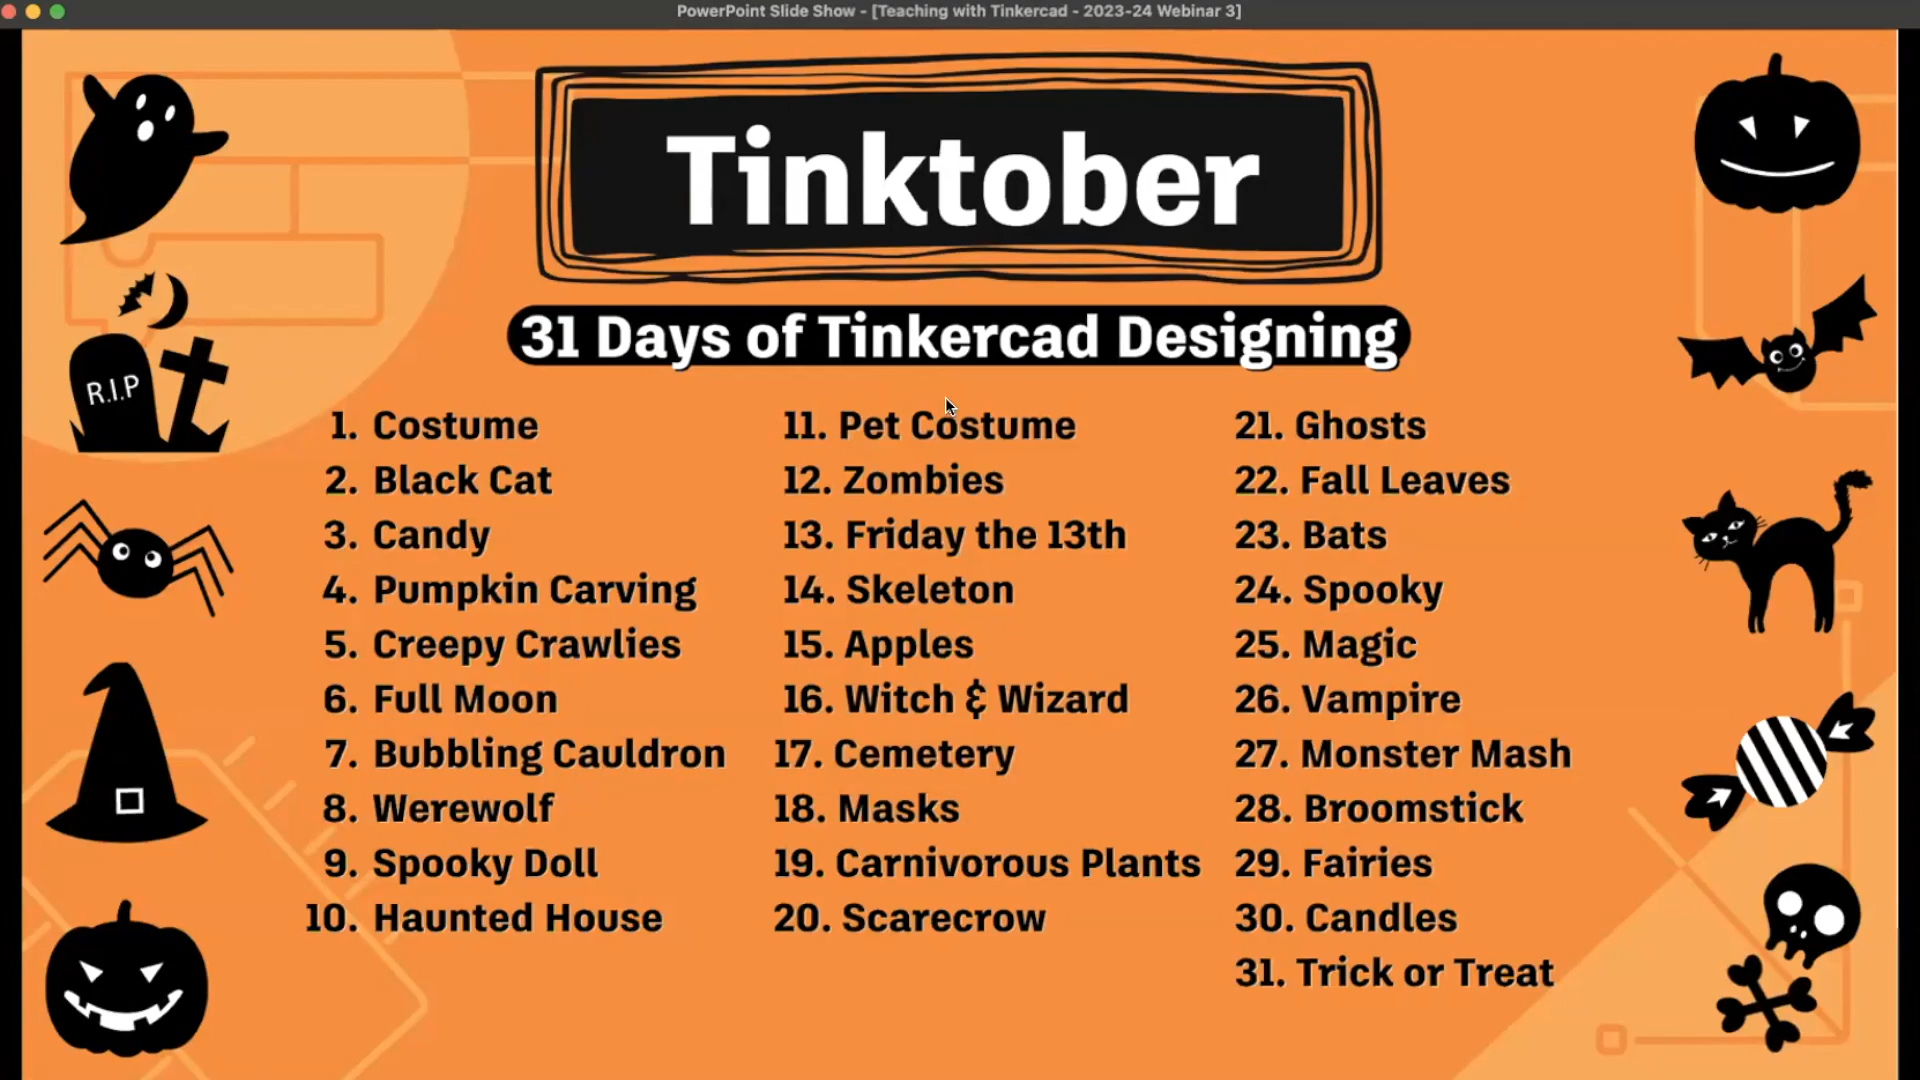 PowerPoint Slide Show - [Teaching with Tinkercad - 2023-24 Webinar 3]
Tinktober
31 Days of Tinkercad Designing
R.I.P
1. Costume
2. Black Cat
3. Candy
4. Pumpkin Carving
5. Creepy Crawlies
6. Full Moon
7. Bubbling Cauldron
8. Werewolf
9. Spooky Doll
10. Haunted House
11. Pet Costume
12. Zombies
13. Friday the 13th
14. Skeleton
15. Apples
16. Witch & Wizard
17. Cemetery
18. Masks
19. Carnivorous Plants
20. Scarecrow
21. Ghosts
22. Fall Leaves
23. Bats
24. Spooky
25. Magic
26. Vampire
27. Monster Mash
28. Broomstick
29. Fairies
30. Candles
31. Trick or Treat